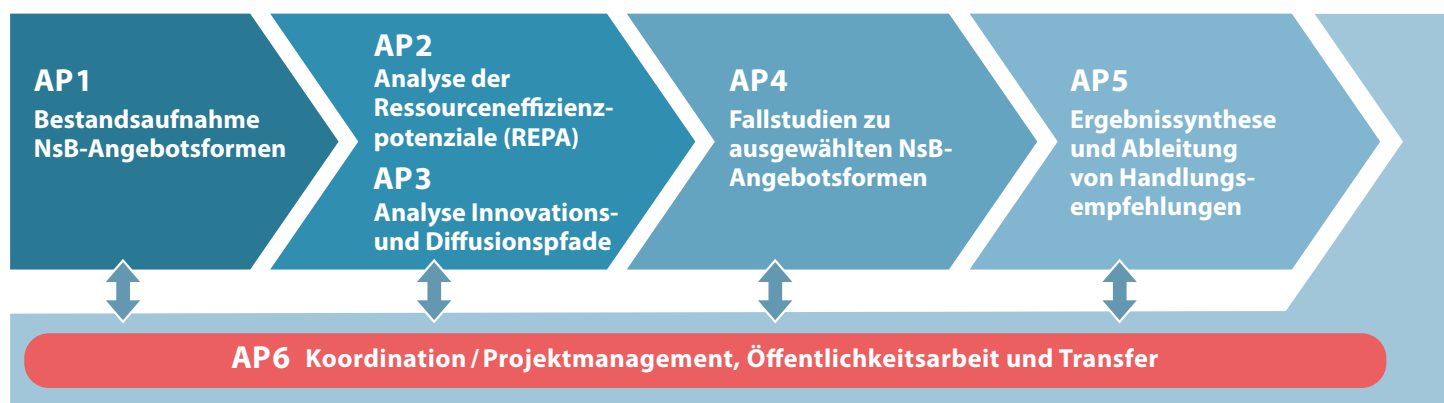 AP1
Bestandsaufnahme
NsB-Angebotsformen
AP2
Analyse der
Ressourceneffizienz-
potenziale (REPA)
AP3
Analyse Innovations-
und Diffusionspfade
AP4
Fallstudien zu
ausgewählten NsB-
Angebotsformen
AP5
Ergebnissynthese
und Ableitung
von Handlungs-
empfehlungen
AP6 Koordination / Projektmanagement, Öffentlichkeitsarbeit und Transfer